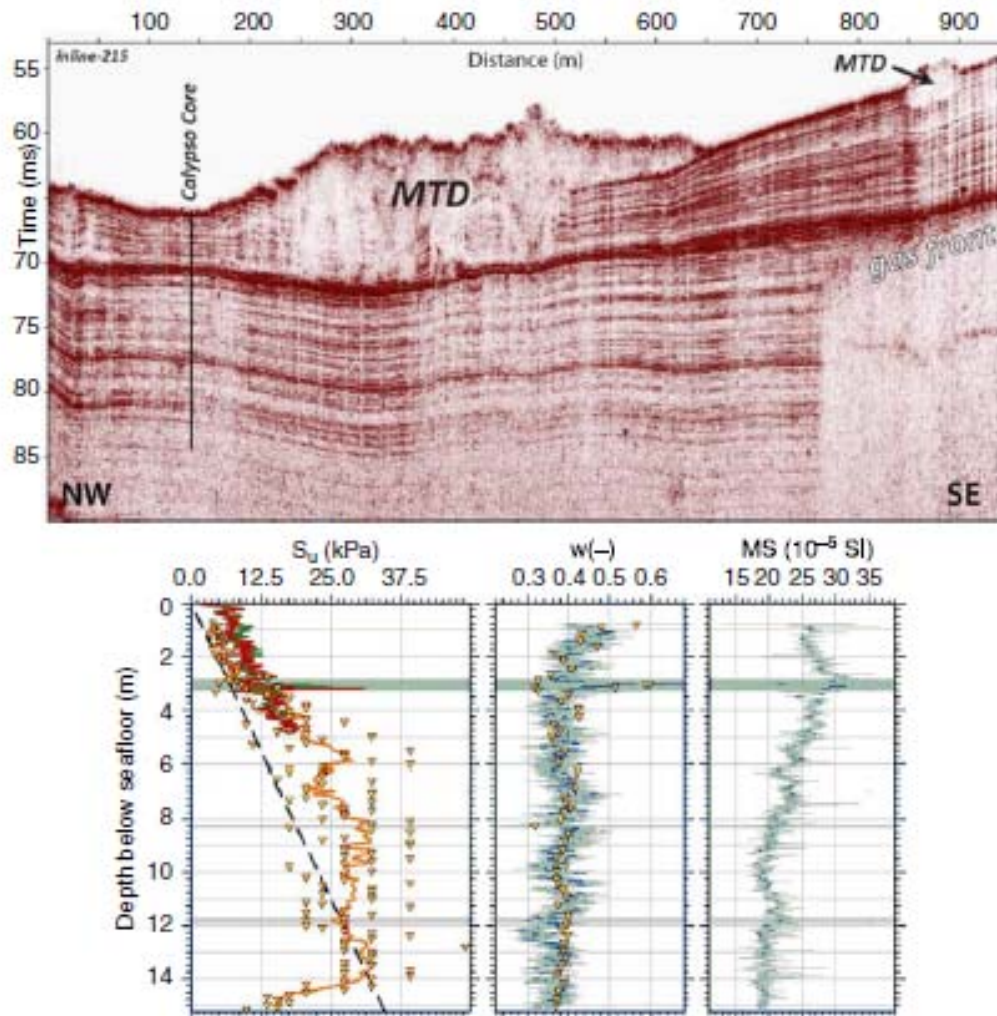 100 200 300 400 500 600 700 800 900
Inline-215
Distance (m)
MTD
55
60
65
70
75
80
85
Time (ms)
Calypso Core
MTD
gas front
NW
SE
Su (kPa)
0.0 12.5 25.0 37.5
w(–)
0.3 0.4 0.5 0.6
MS (10–5 SI)
15 20 25 30 35
Depth below seafloor (m)
0
2
4
6
8
10
12
14